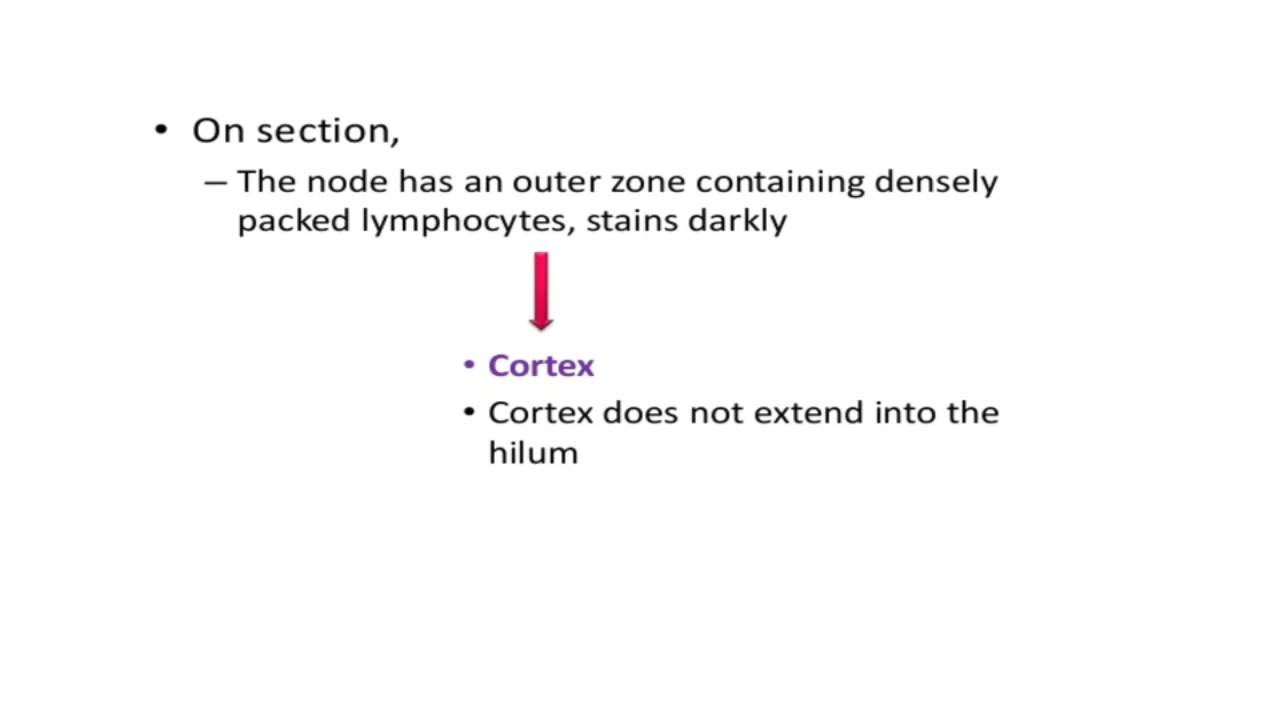 • On section,
– The node has an outer zone containing densely
packed lymphocytes, stains darkly
• Cortex
• Cortex does not extend into the
hilum